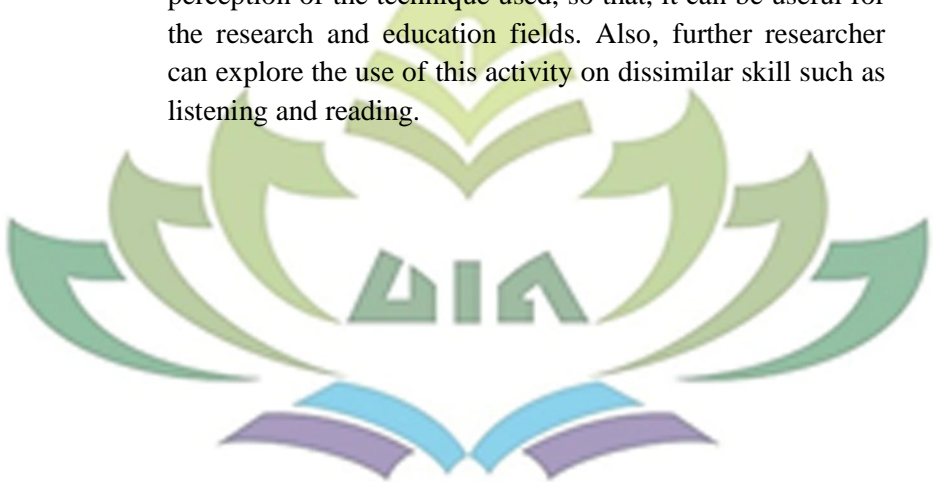 perception of the technique used, so that, it can be useful for
the research and education fields. Also, further researcher
can explore the use of this activity on dissimilar skill such as
listening and reading.
UIN